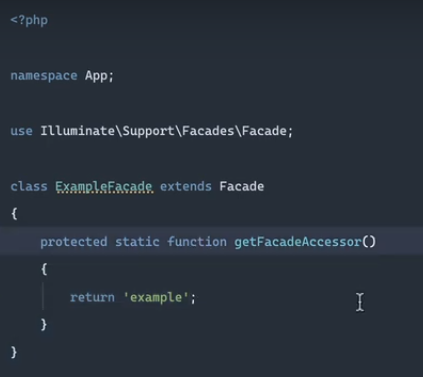 <?php
namespace App;
use Illuminate\Support\Facades\Facade;
class ExampleFacade extends Facade
{
    protected static function getFacadeAccessor()
    {
        return 'example';
    }
}